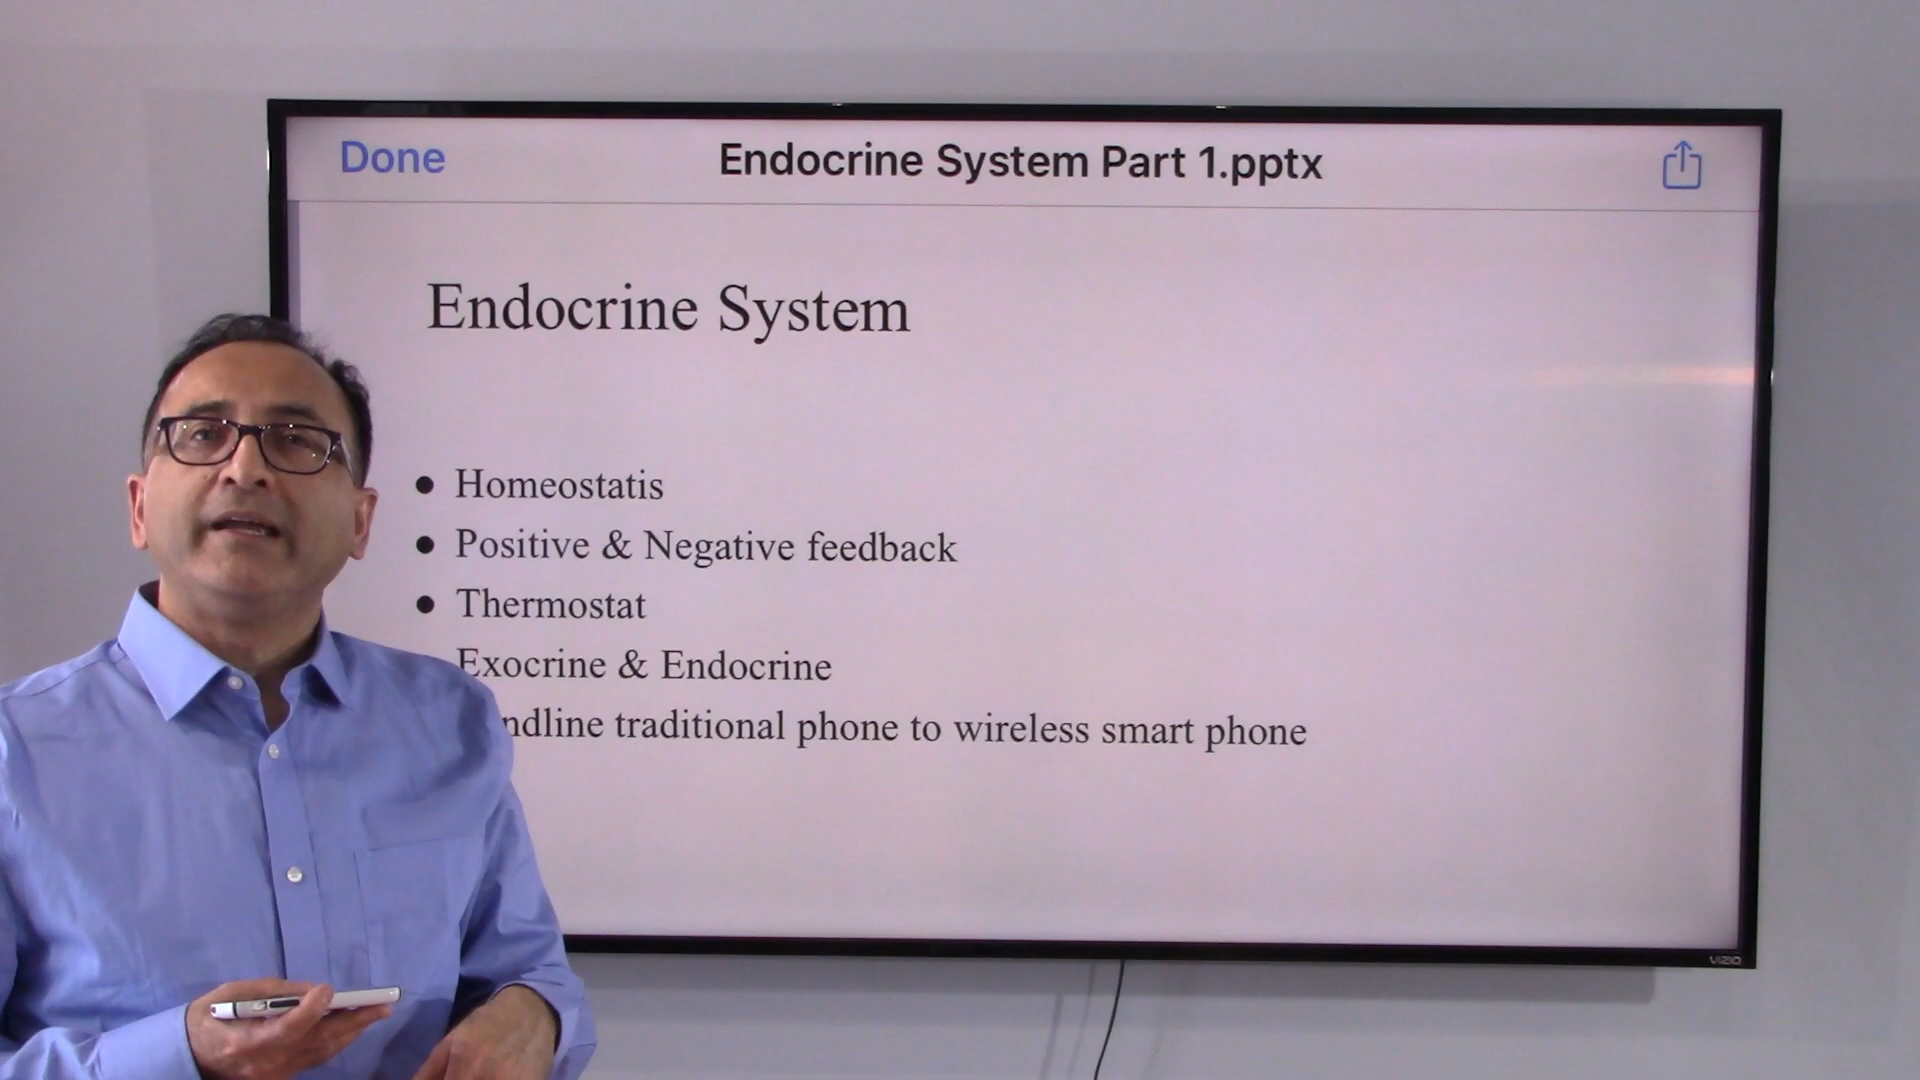 Done
Endocrine System Part 1.pptx
Endocrine System
• Homeostatis
• Positive & Negative feedback
• Thermostat
Exocrine & Endocrine
traditional phone to wireless smart phone
VIZIO